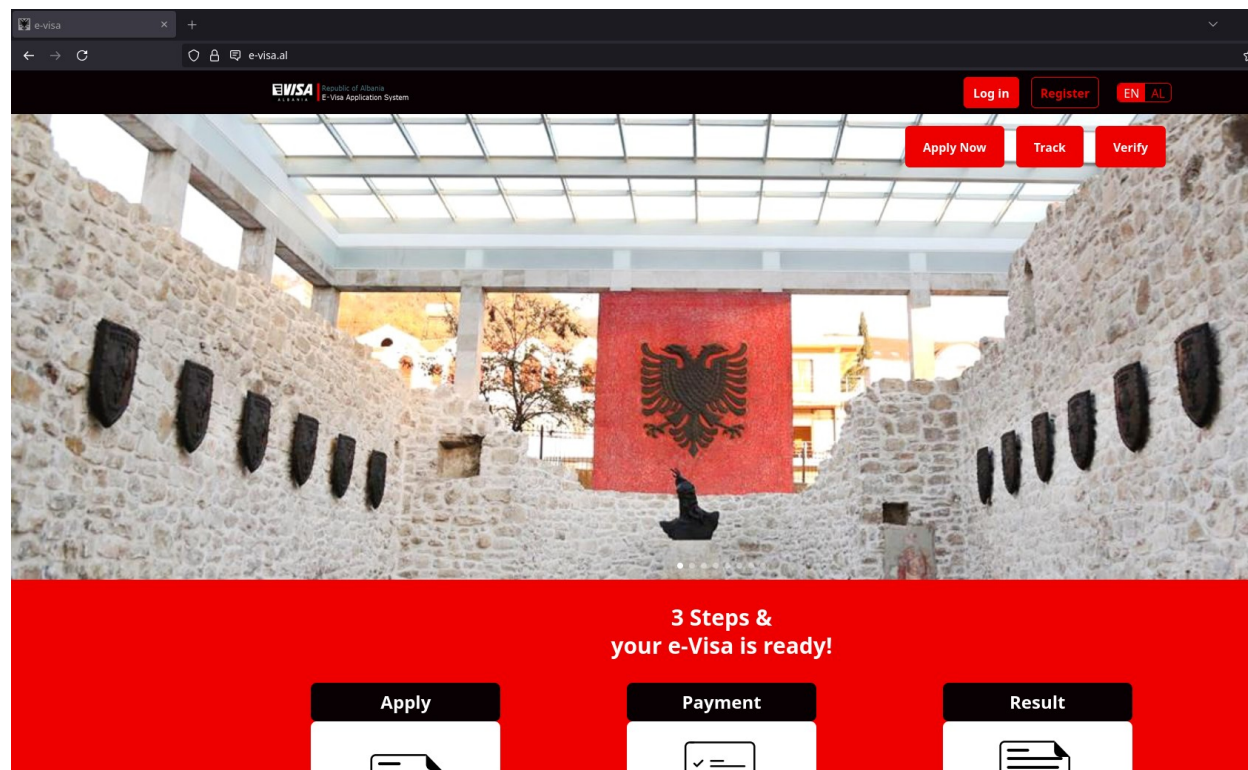 e-visa
e-visa.al
EVISA
ALBANIA
Republic of Albania
E-Visa Application System
Log in
Register
EN AL
Apply Now
Track
Verify
3 Steps &
your e-Visa is ready!
Apply
Payment
Result